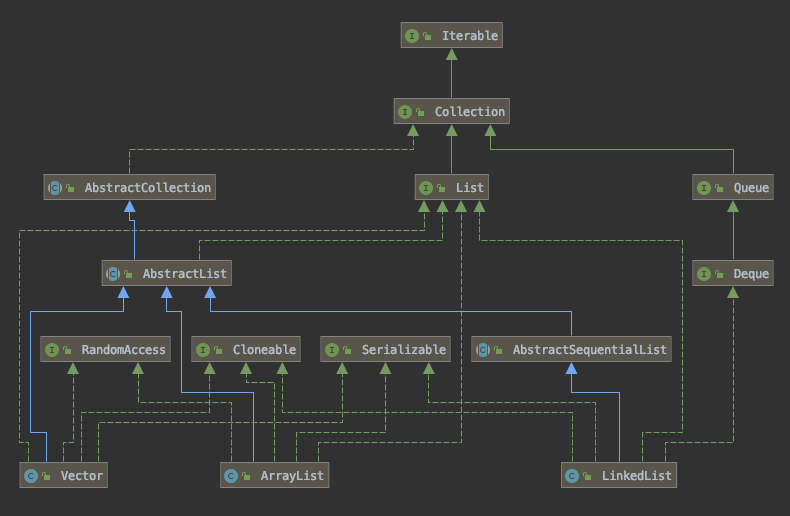 I Iterable
I Collection
C AbstractCollection
I List
I Queue
C AbstractList
I Deque
I RandomAccess
I Cloneable
I Serializable
C AbstractSequentialList
C Vector
C ArrayList
C LinkedList